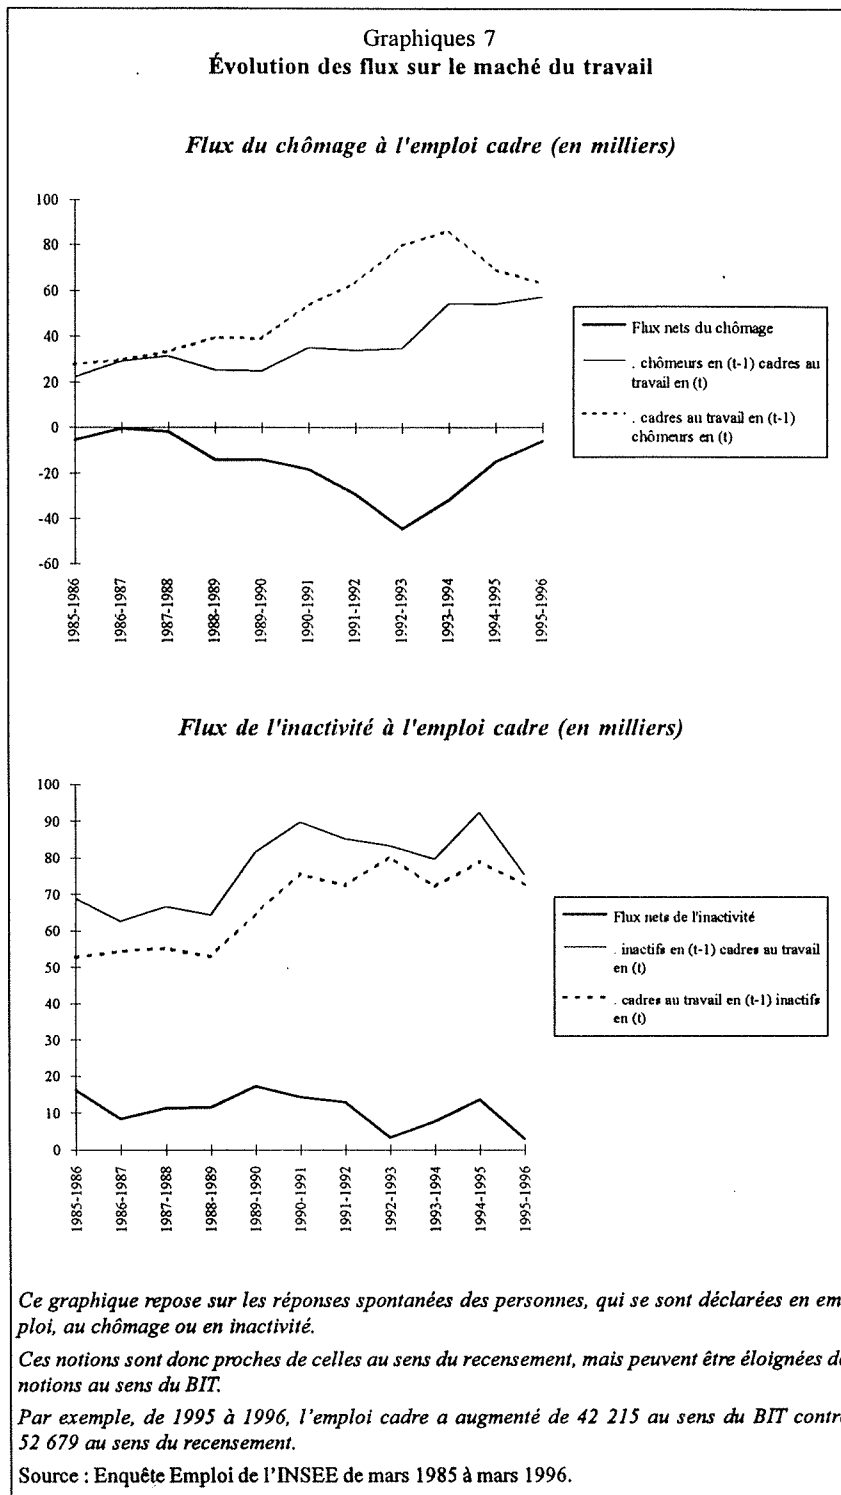 Graphiques 7
Évolution des flux sur le maché du travail
Flux du chômage à l'emploi cadre (en milliers)
100
80
60
40
20
0
-20
-40
-60
1985-1986
1986-1987
1987-1988
1988-1989
1989-1990
1990-1991
1991-1992
1992-1993
1993-1994
1994-1995
1995-1996
Flux nets du chômage
. chômeurs en (t-1) cadres au
travail en (t)
. cadres au travail en (t-1)
chômeurs en (t)
Flux de l'inactivité à l'emploi cadre (en milliers)
100
90
80
70
60
50
40
30
20
10
0
1985-1986
1986-1987
1987-1988
1988-1989
1989-1990
1990-1991
1991-1992
1992-1993
1993-1994
1994-1995
1995-1996
Flux nets de l'inactivité
. inactifs en (t-1) cadres au travail
en (t)
. cadres au travail en (t-1) inactifs
en (t)
Ce graphique repose sur les réponses spontanées des personnes, qui se sont déclarées en em
ploi, au chômage ou en inactivité.
Ces notions sont donc proches de celles au sens du recensement, mais peuvent être éloignées de
notions au sens du BIT.
Par exemple, de 1995 à 1996, l'emploi cadre a augmenté de 42 215 au sens du BIT contre
52 679 au sens du recensement.
Source : Enquête Emploi de l'INSEE de mars 1985 à mars 1996.